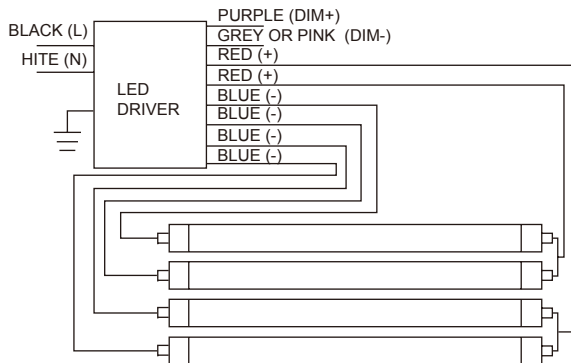 PURPLE (DIM+)
BLACK (L)
GREY OR PINK (DIM-)
HITE (N)
RED (+)
RED (+)
LED
DRIVER
BLUE (-)
BLUE (-)
BLUE (-)
BLUE (-)